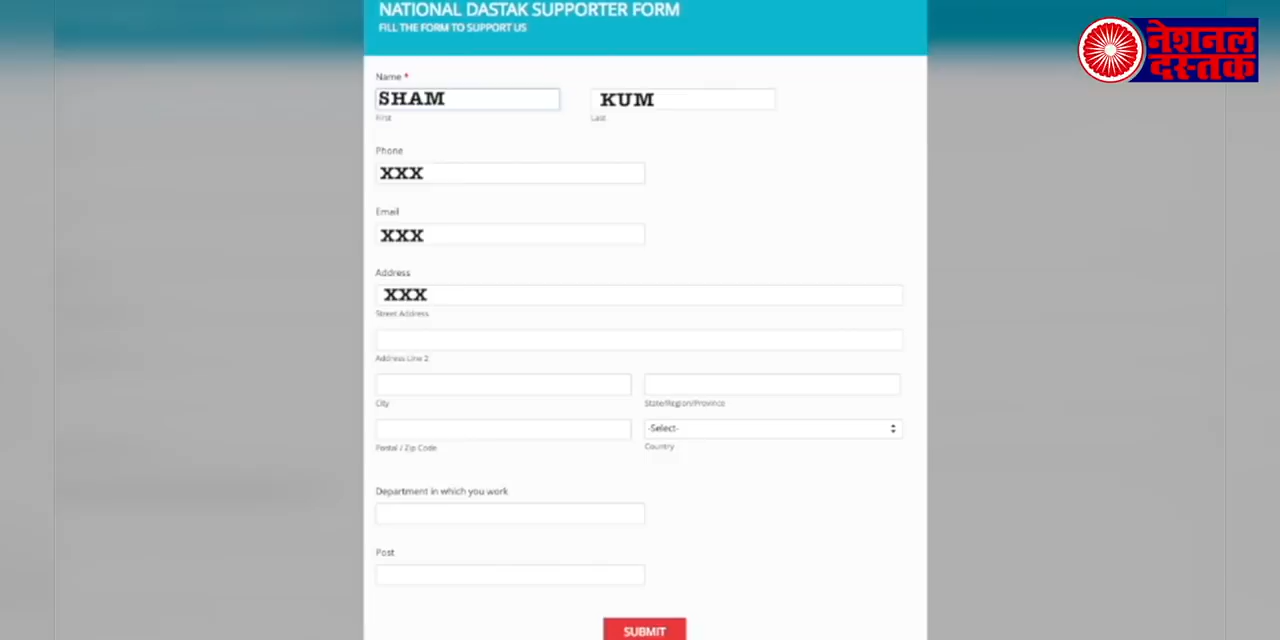 NATIONAL DASTAK SUPPORTER FORM
FILL THE FORM TO SUPPORT US
नेशनल
दस्तक
Name *
SHAM KUM
First Last
Phone
XXX
Email
XXX
Address
XXX
Street Address
Address Line 2
City State/Region/Province
-Select-
Postal / Zip Code Country
Department in which you work
Post
SUBMIT